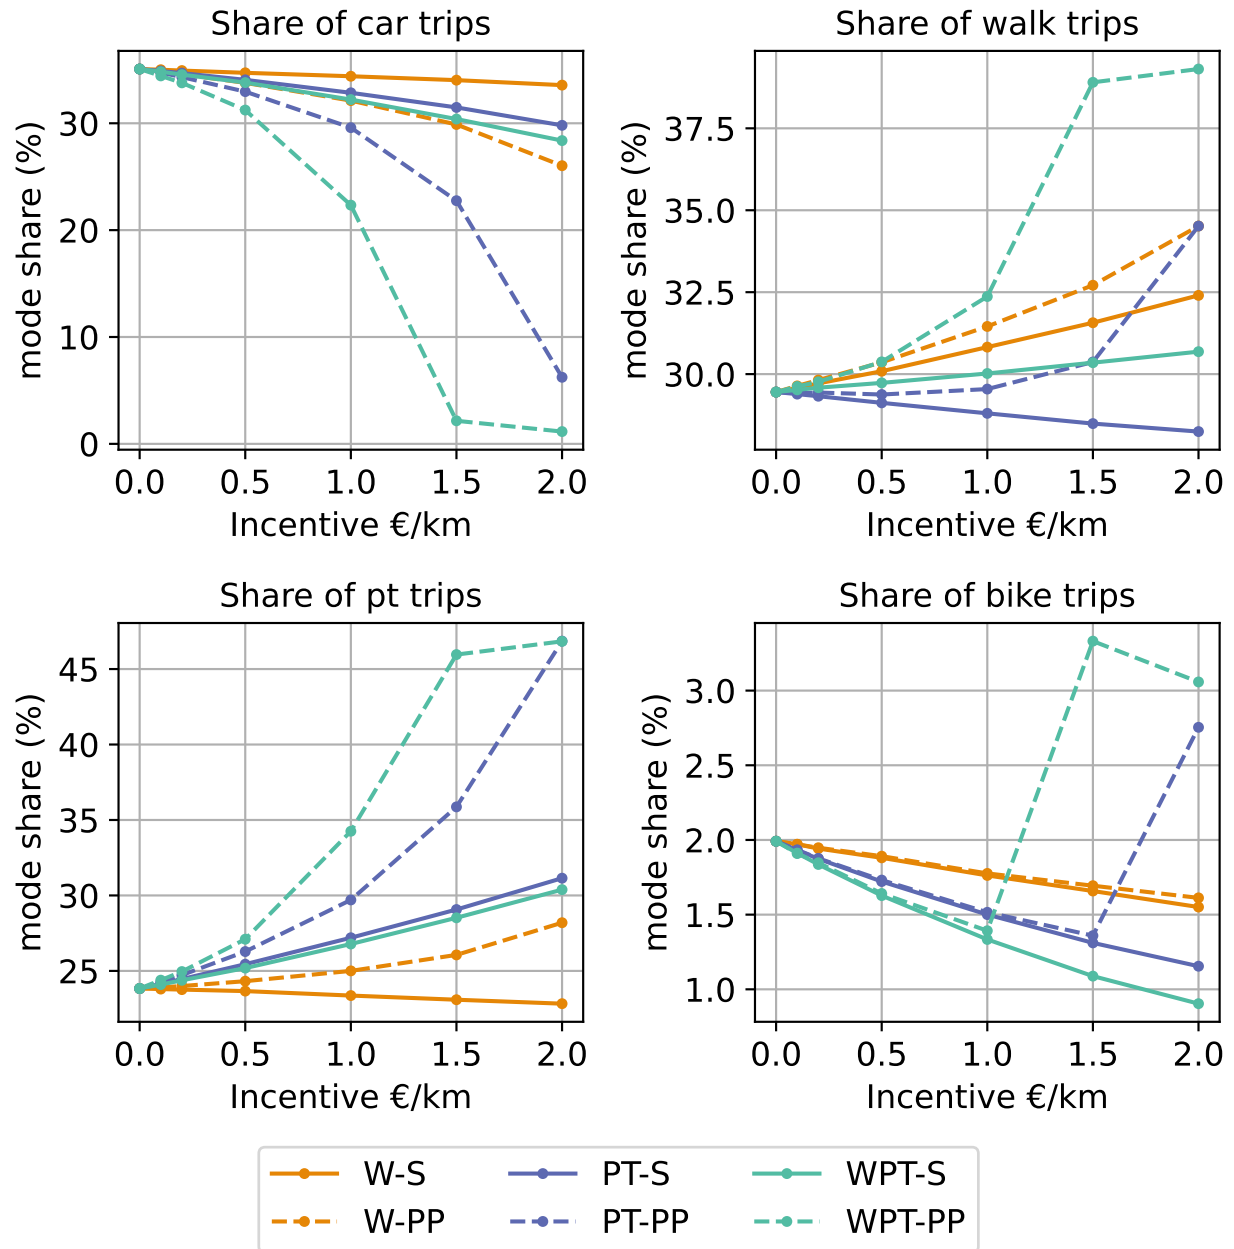 Share of car trips
mode share (%)
30
20
10
0
0.0 0.5 1.0 1.5 2.0
Incentive €/km
Share of walk trips
mode share (%)
37.5
35.0
32.5
30.0
0.0 0.5 1.0 1.5 2.0
Incentive €/km
Share of pt trips
mode share (%)
45
40
35
30
25
0.0 0.5 1.0 1.5 2.0
Incentive €/km
Share of bike trips
mode share (%)
3.0
2.5
2.0
1.5
1.0
0.0 0.5 1.0 1.5 2.0
Incentive €/km
W-S PT-S WPT-S
W-PP PT-PP WPT-PP